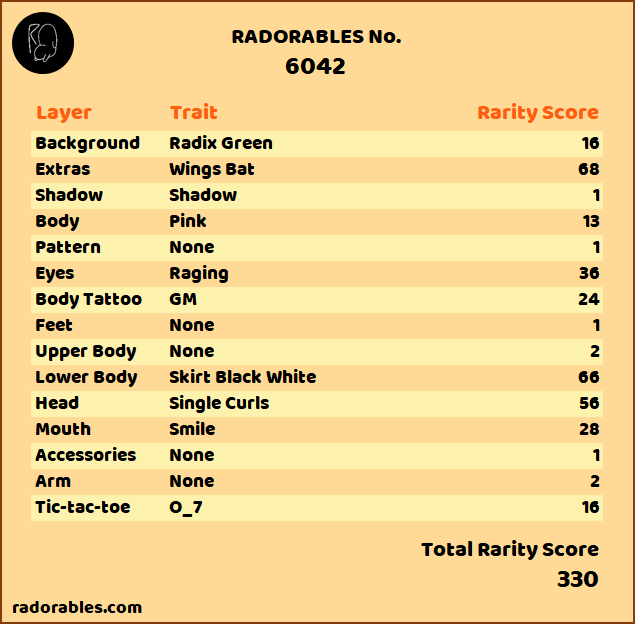 RADORABLES No.
6042
Layer Trait Rarity Score
Background Radix Green 16
Extras Wings Bat 68
Shadow Shadow 1
Body Pink 13
Pattern None 1
Eyes Raging 36
Body Tattoo GM 24
Feet None 1
Upper Body None 2
Lower Body Skirt Black White 66
Head Single Curls 56
Mouth Smile 28
Accessories None 1
Arm None 2
Tic-tac-toe O_7 16
Total Rarity Score
330
radorables.com